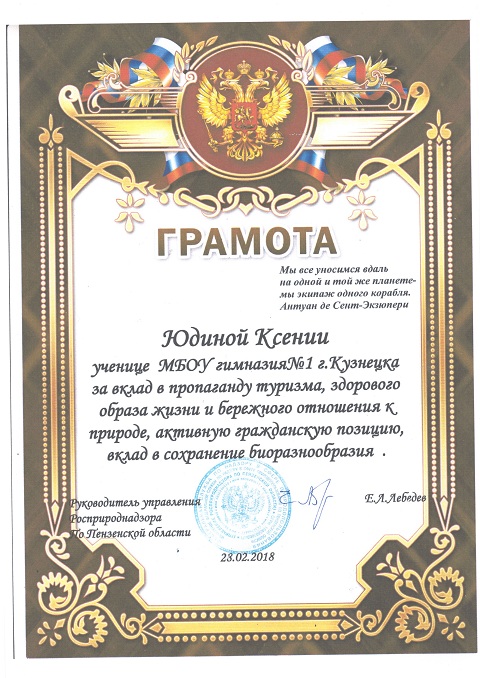 ГРАМОТА
Мы все уносимся вдаль
на одной и той же планете-
мы экипаж одного корабля.
Антуан де Сент-Экзюпери
Юдиной Ксении
ученице МБОУ гимназия№1 г.Кузнецка
за вклад в пропаганду туризма, здорового
образа жизни и бережного отношения к
природе, активную гражданскую позицию,
вклад в сохранение биоразнообразия .
Руководитель управления
Росприроднадзора
По Пензенской области
Е.Л.Лебедев
28.02.2018